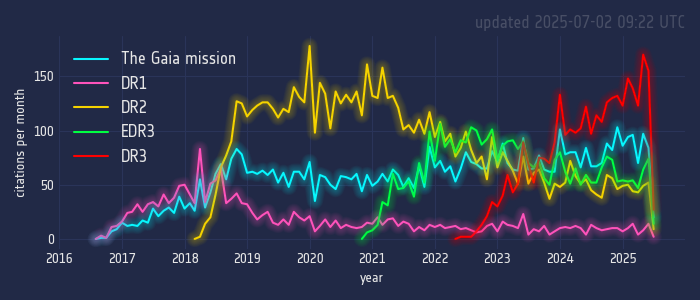 updated 2025-07-02 09:22 UTC
The Gaia mission
DR1
DR2
EDR3
DR3
citations per month
150
100
50
0
2016 2017 2018 2019 2020 2021 2022 2023 2024 2025
year